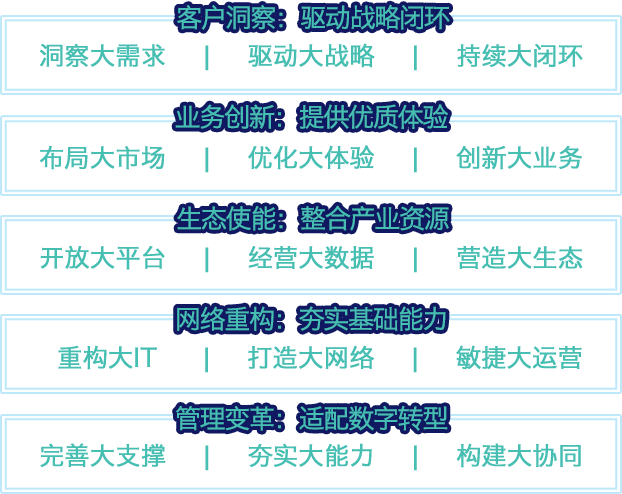 客户洞察：驱动战略闭环
洞察大需求 | 驱动大战略 | 持续大闭环
业务创新：提供优质体验
布局大市场 | 优化大体验 | 创新大业务
生态使能：整合产业资源
开放大平台 | 经营大数据 | 营造大生态
网络重构：夯实基础能力
重构大IT | 打造大网络 | 敏捷大运营
管理变革：适配数字转型
完善大支撑 | 夯实大能力 | 构建大协同